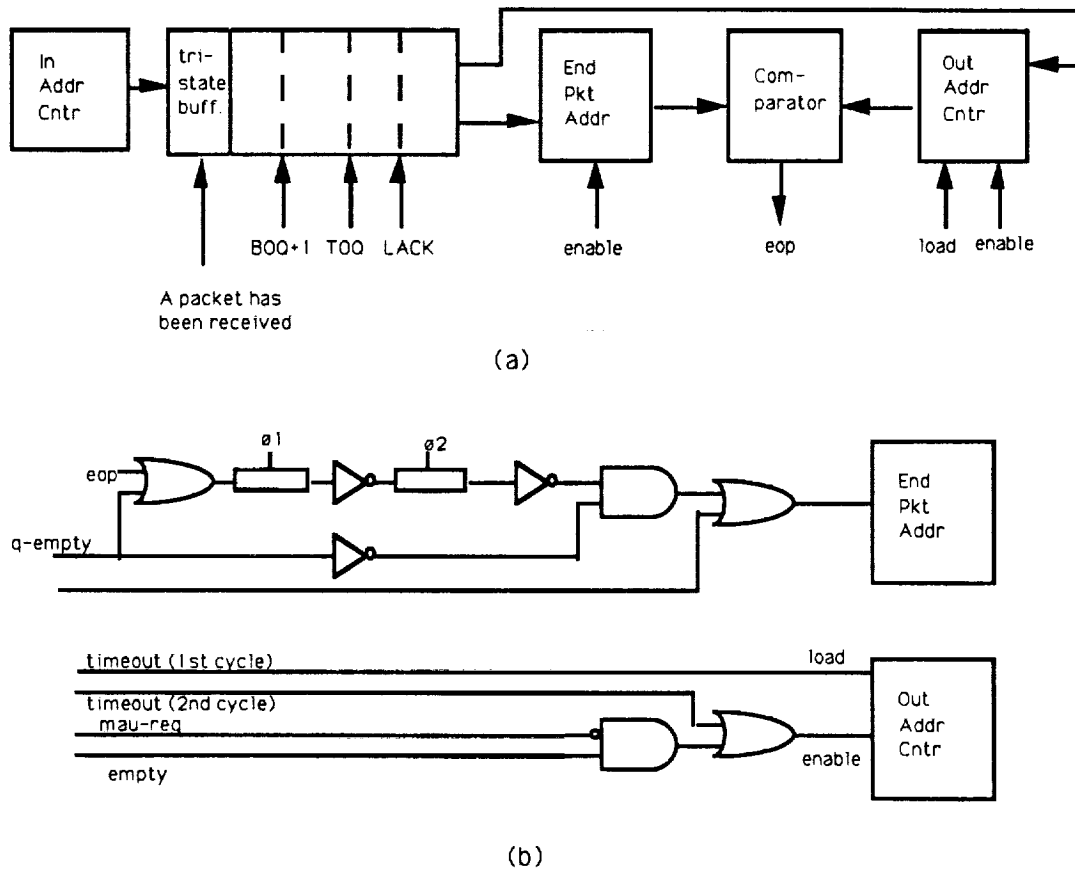 In
Addr
Cntr
tri-
state
buff.
End
Pkt
Addr
Com-
parator
Out
Addr
Cntr
BOQ+1 TOQ LACK
enable
eop
load enable
A packet has
been received
(a)
ø1
ø2
eop
q-empty
End
Pkt
Addr
timeout (1st cycle)
load
timeout (2nd cycle)
mau-req
empty
enable
Out
Addr
Cntr
(b)